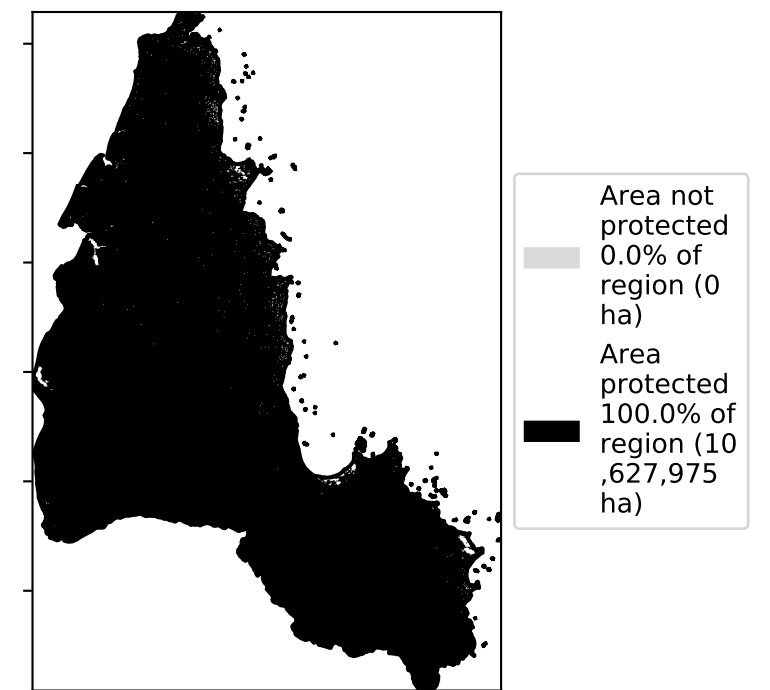 Area not
protected
0.0% of
region (0
ha)
Area
protected
100.0% of
region (10
,627,975
ha)